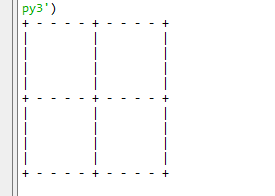 py3')
+ - - - - + - - - - +
|         |         |
|         |         |
|         |         |
|         |         |
+ - - - - + - - - - +
|         |         |
|         |         |
|         |         |
|         |         |
+ - - - - + - - - - +